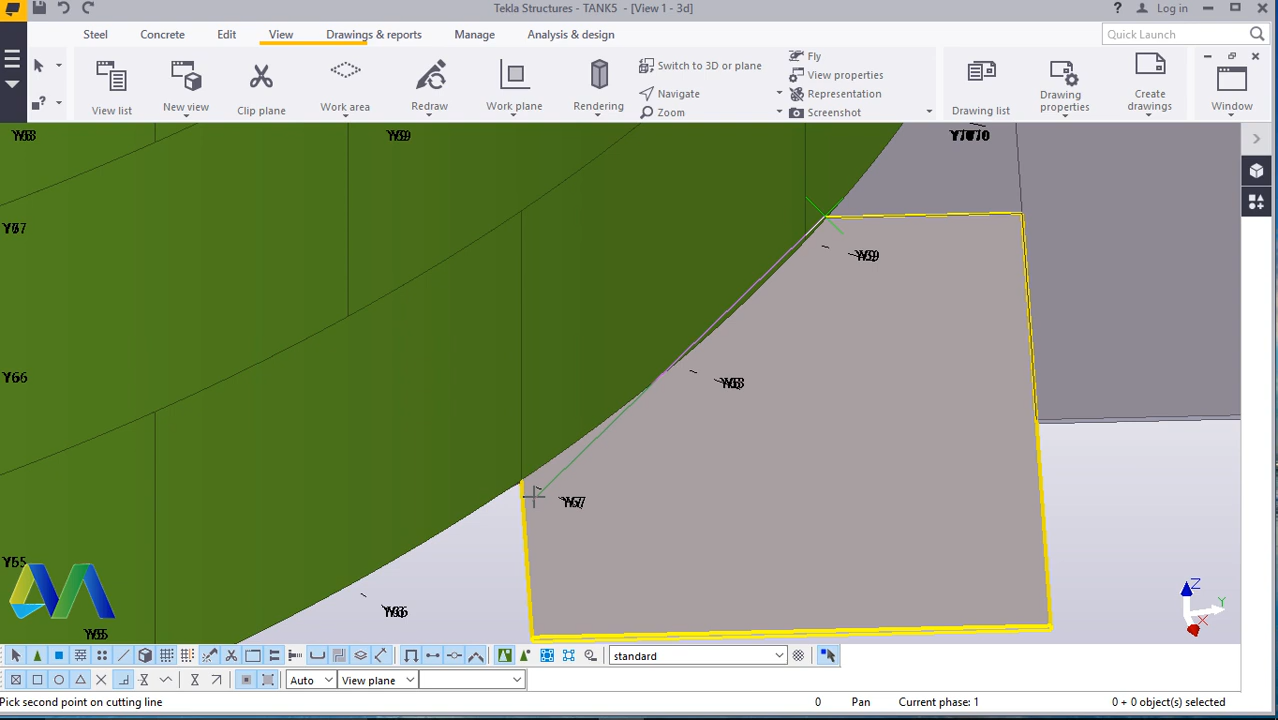 Tekla Structures - TANK5 - [View 1 - 3d]
? Log in
Steel Concrete Edit View Drawings & reports Manage Analysis & design
Quick Launch
View list
New view
Clip plane
Work area
Redraw
Work plane
Rendering
Switch to 3D or plane
Navigate
Zoom
Fly
View properties
Representation
Screenshot
Drawing list
Drawing properties
Create drawings
Window
Z
Y
X
standard
Auto
View plane
Pick second point on cutting line
0 Pan Current phase: 1 0 + 0 object(s) selected